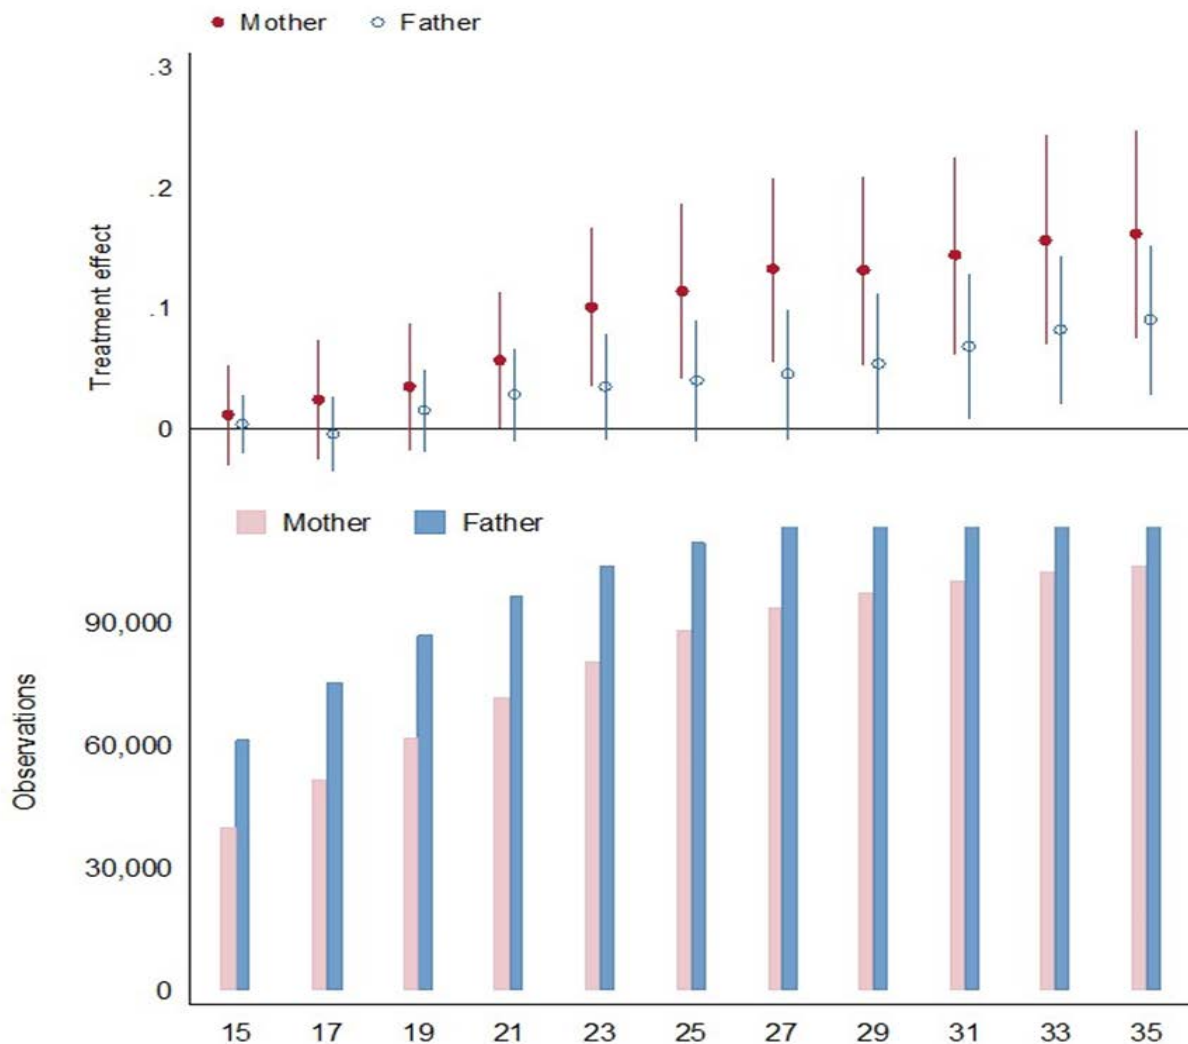 Mother Father
.3
.2
.1
0
Treatment effect
Mother Father
90,000
60,000
30,000
0
Observations
15 17 19 21 23 25 27 29 31 33 35